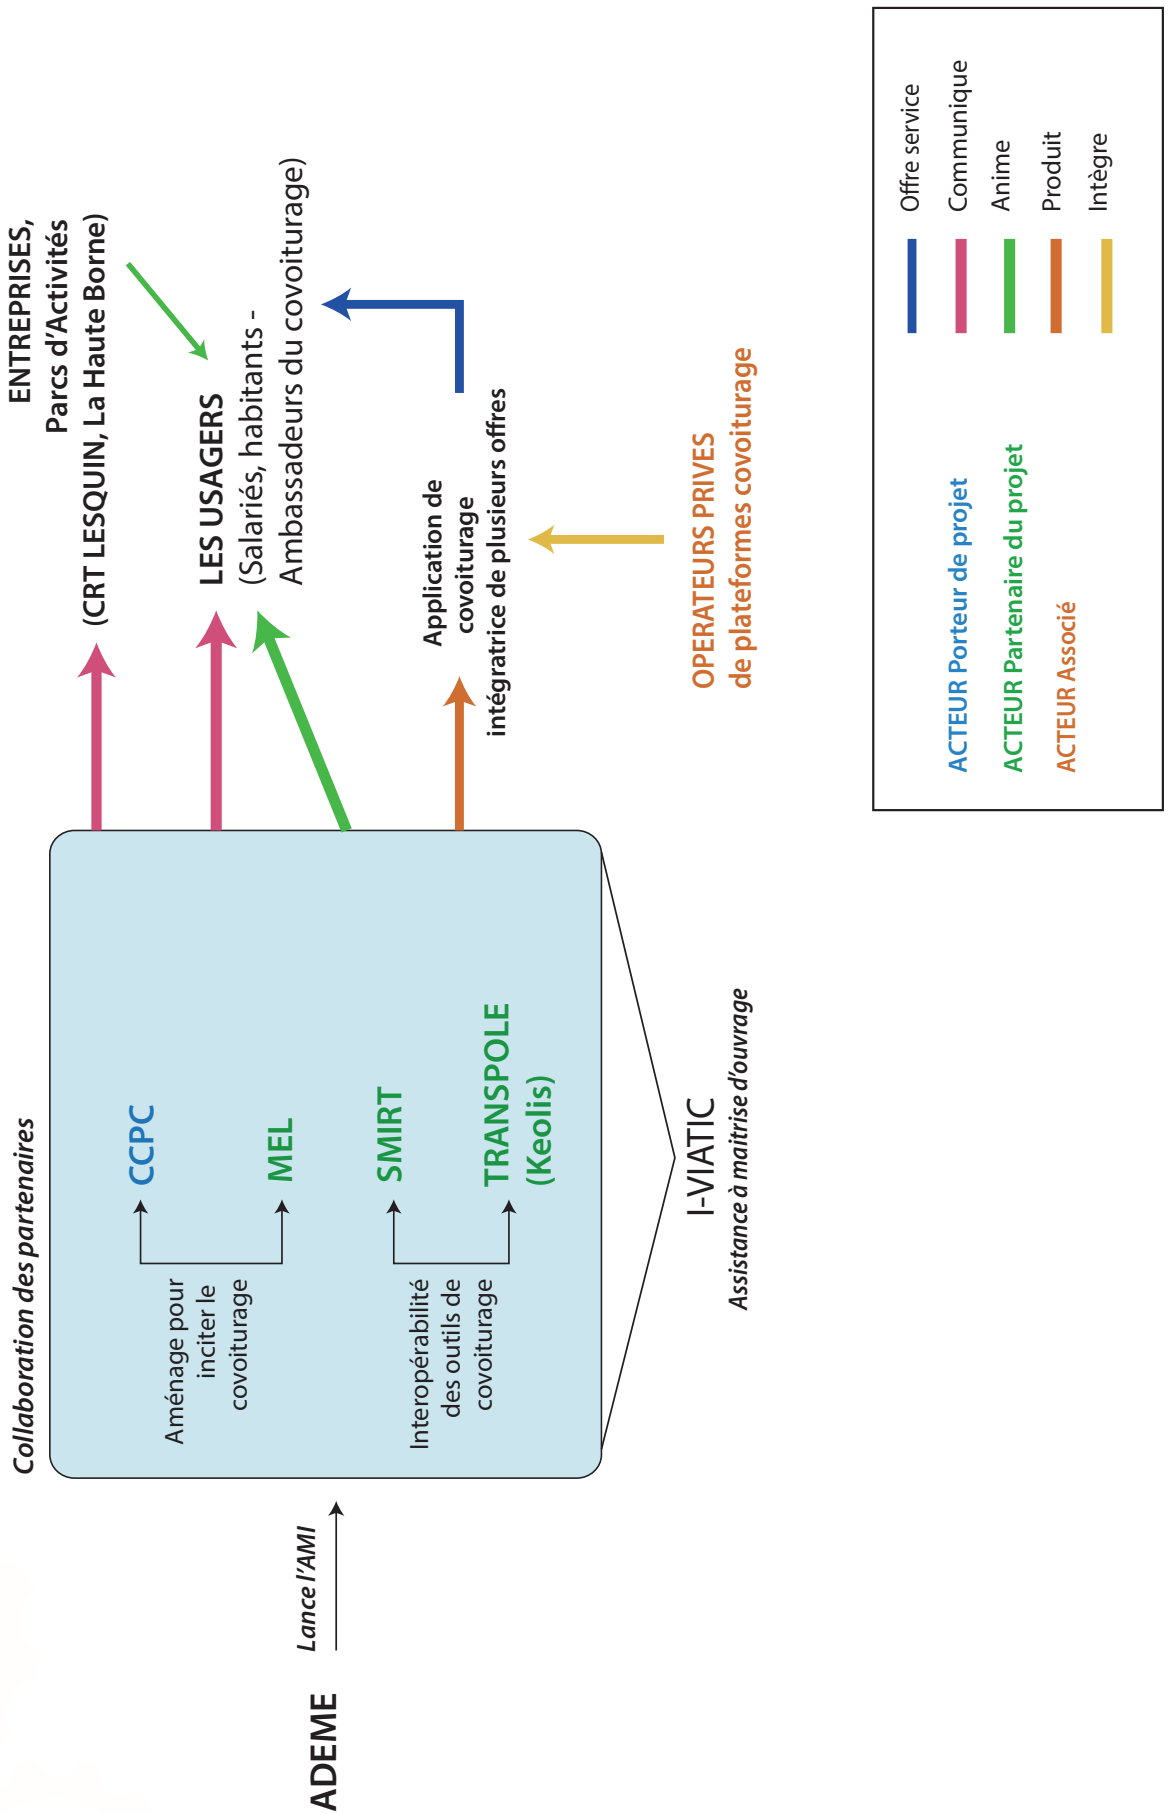 Collaboration des partenaires
ADEME
Lance l'AMI
Aménage pour
inciter le
covoiturage
CCPC
MEL
Interopérabilité
des outils de
covoiturage
SMIRT
TRANSPOLE
(Keolis)
I-VIATIC
Assistance à maitrise d'ouvrage
ENTREPRISES,
Parcs d'Activités
(CRT LESQUIN, La Haute Borne)
LES USAGERS
(Salariés, habitants -
Ambassadeurs du covoiturage)
Application de
covoiturage
intégratrice de plusieurs offres
OPERATEURS PRIVES
de plateformes covoiturage
ACTEUR Porteur de projet
ACTEUR Partenaire du projet
ACTEUR Associé
Offre service
Communique
Anime
Produit
Intègre